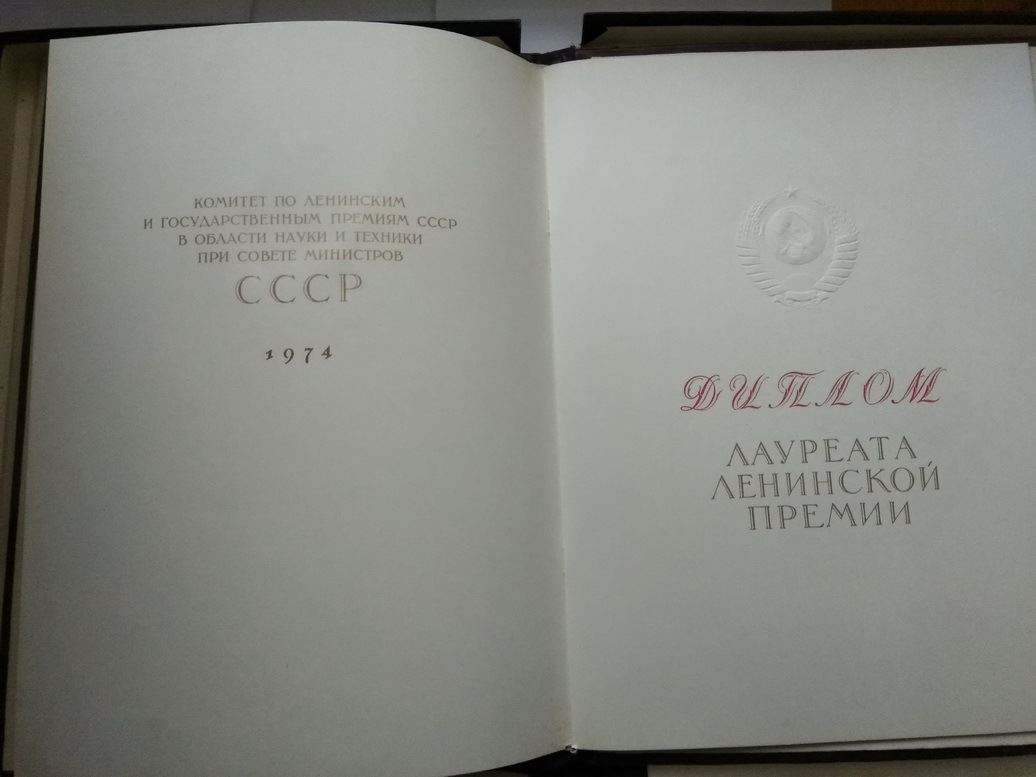 КОМИТЕТ ПО ЛЕНИНСКИМ
И ГОСУДАРСТВЕННЫМ ПРЕМИЯМ СССР
В ОБЛАСТИ НАУКИ И ТЕХНИКИ
ПРИ СОВЕТЕ МИНИСТРОВ
СССР
1974
ДИПЛОМ
ЛАУРЕАТА
ЛЕНИНСКОЙ
ПРЕМИИ